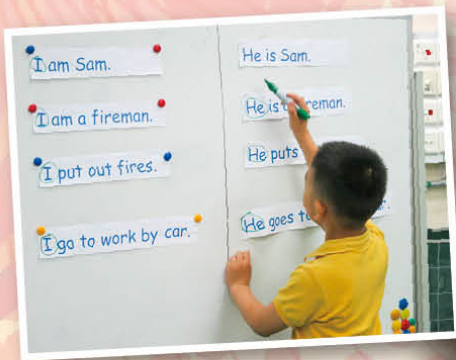 I am Sam.
I am a fireman.
I put out fires.
I go to work by car.
He is Sam.
He is reman.
He puts
He goes